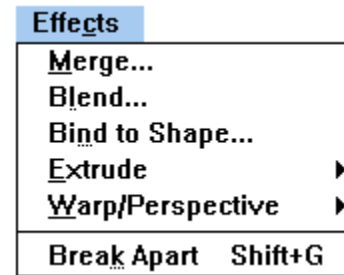 Effects
Merge...
Blend...
Bind to Shape...
Extrude
Warp/Perspective
Break Apart Shift+G